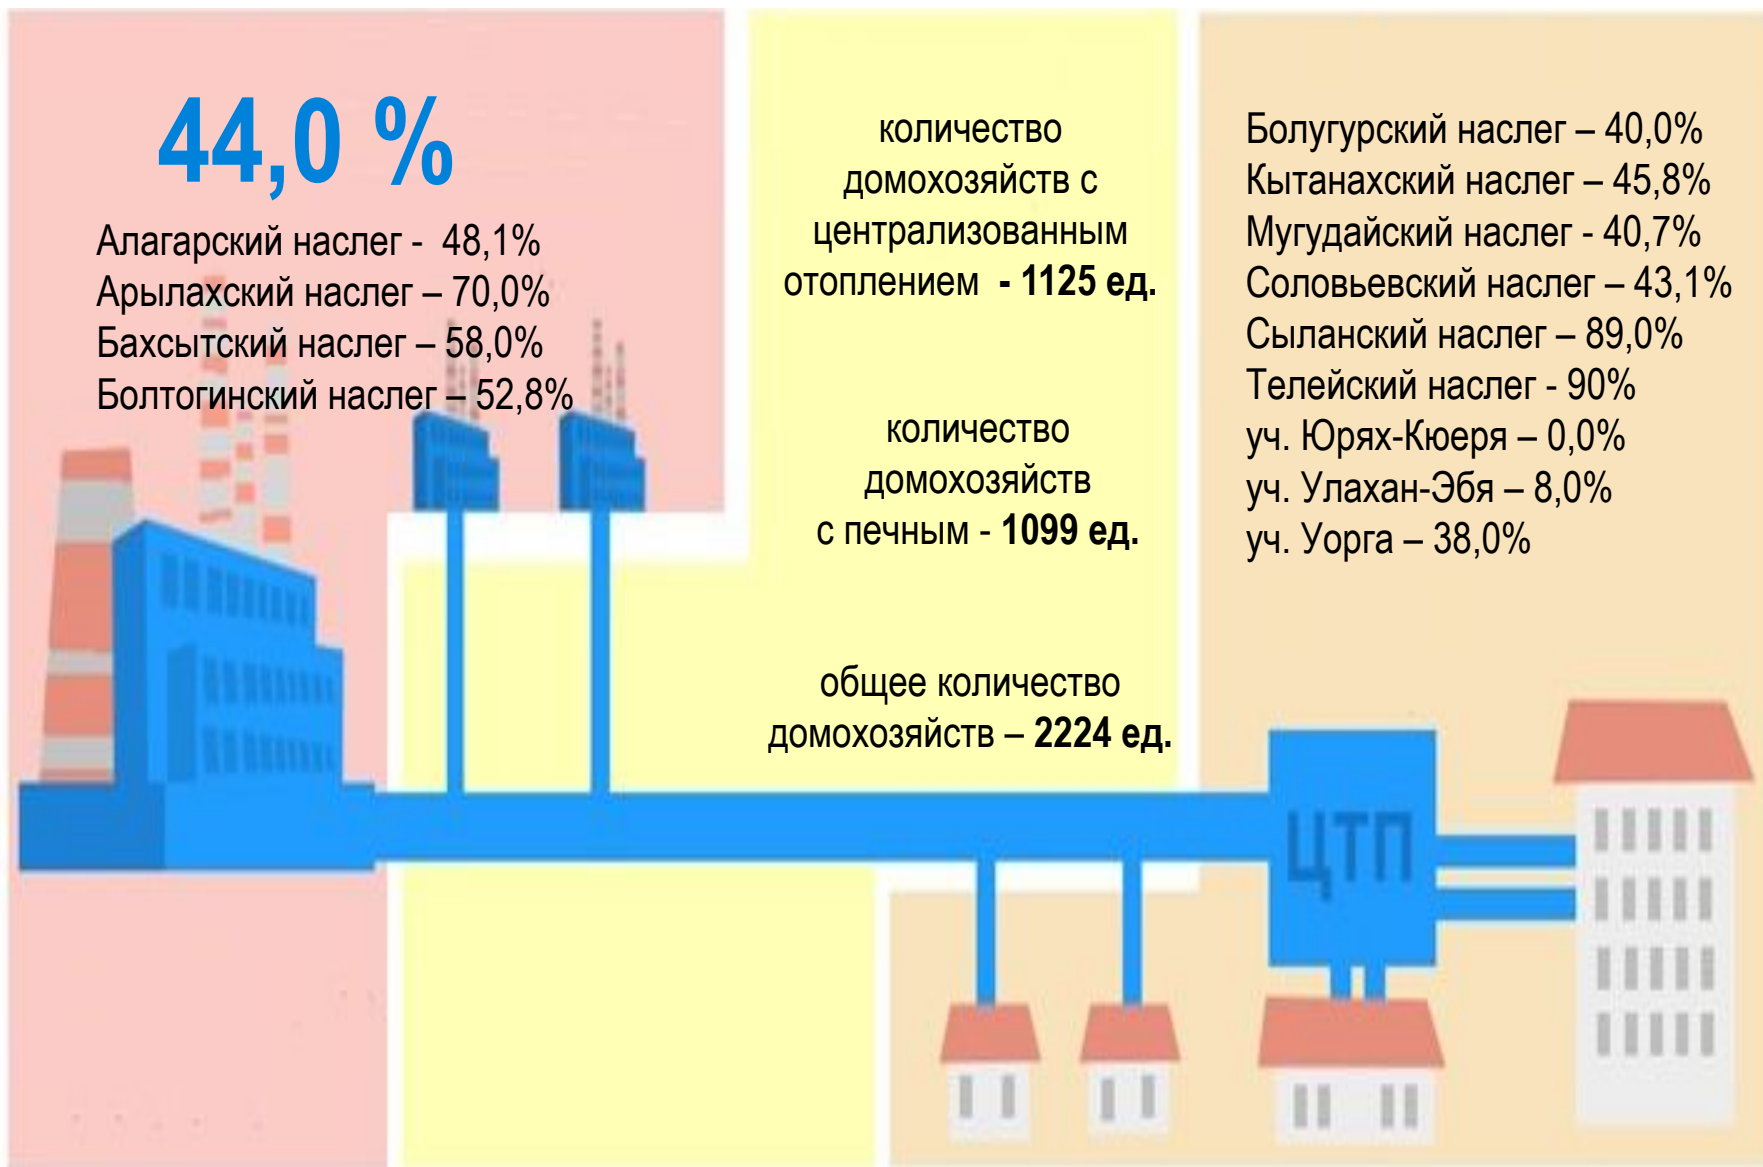 44,0 %
Алагарский наслег - 48,1%
Арылахский наслег – 70,0%
Бахсытский наслег – 58,0%
Болтогинский наслег – 52,8%
количество
домохозяйств с
централизованным
отоплением - 1125 ед.
количество
домохозяйств
с печным - 1099 ед.
общее количество
домохозяйств – 2224 ед.
Болугурский наслег – 40,0%
Кытанахский наслег – 45,8%
Мугудайский наслег - 40,7%
Соловьевский наслег – 43,1%
Сыланский наслег – 89,0%
Телейский наслег - 90%
уч. Юрях-Кюеря – 0,0%
уч. Улахан-Эбя – 8,0%
уч. Уорга – 38,0%
ЦТП